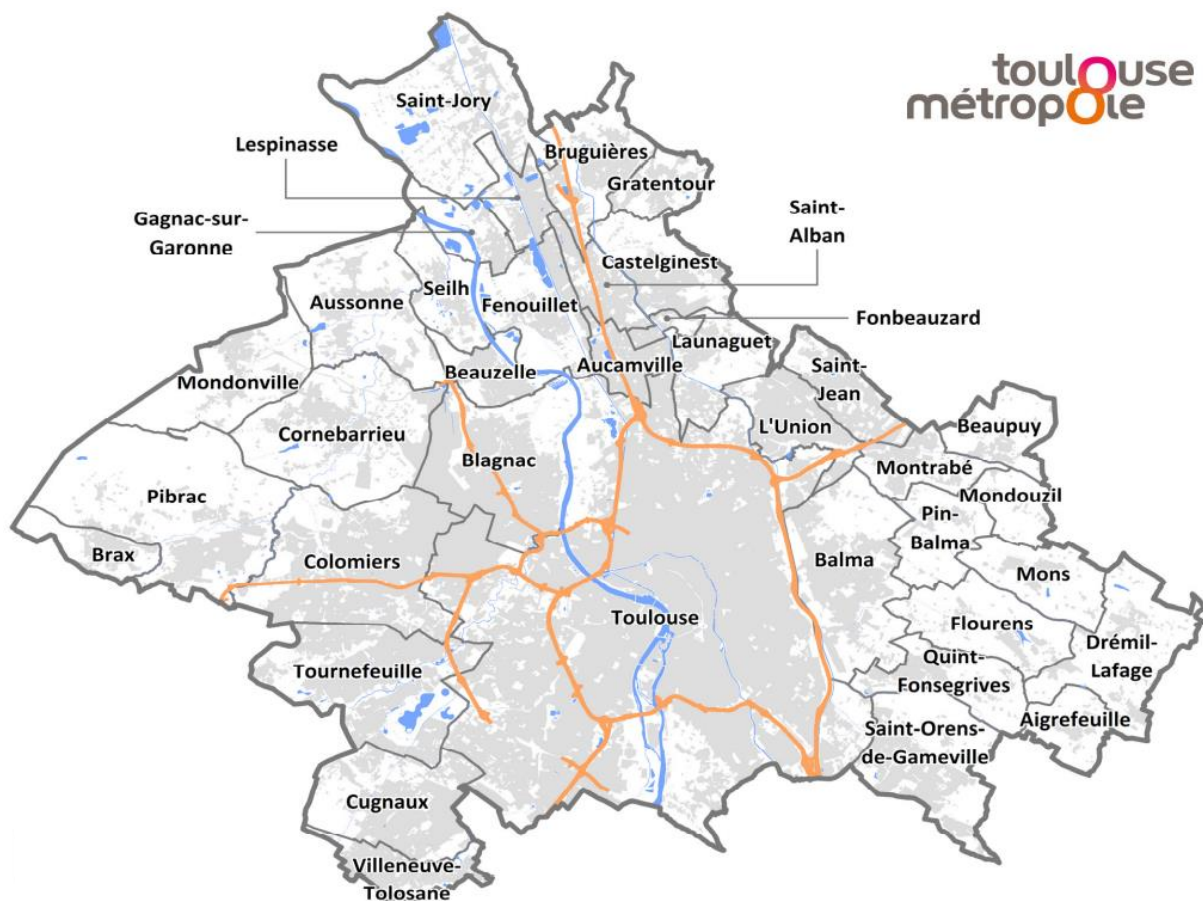 toulouse
métropole
Saint-Jory
Lespinasse
Bruguières
Gratentour
Gagnac-sur-
Garonne
Saint-
Alban
Castelginest
Seilh
Aussonne
Fenouillet
Fonbeauzard
Launaguet
Aucamville
Saint-
Jean
Beauzelle
Mondonville
L'Union
Beaupuy
Cornebarrieu
Blagnac
Montrabé
Pibrac
Mondouzil
Pin-
Balma
Brax
Colomiers
Balma
Mons
Toulouse
Flourens
Drémil-
Lafage
Tournefeuille
Quint-
Fonsegrives
Aigrefeuille
Saint-Orens-
de-Gameville
Cugnaux
Villeneuve-
Tolosane